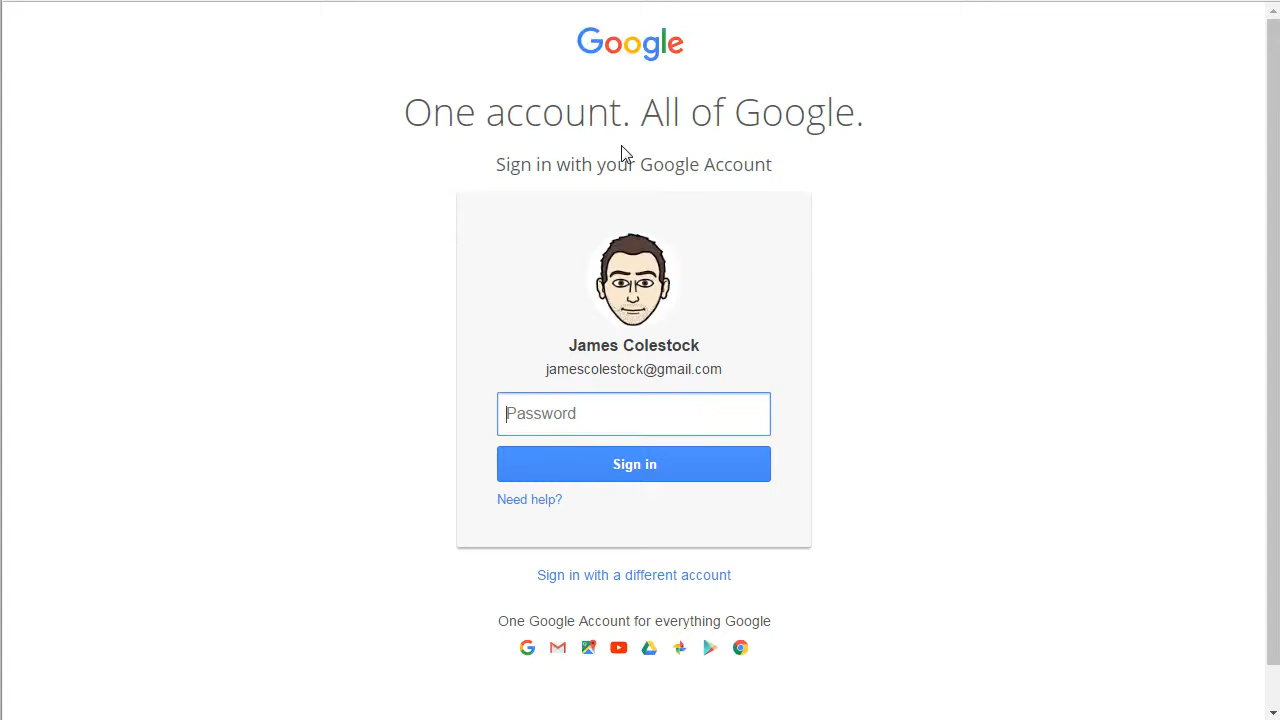 Google
One account. All of Google.
Sign in with your Google Account
James Colestock
jamescolestock@gmail.com
Password
Sign in
Need help?
Sign in with a different account
One Google Account for everything Google